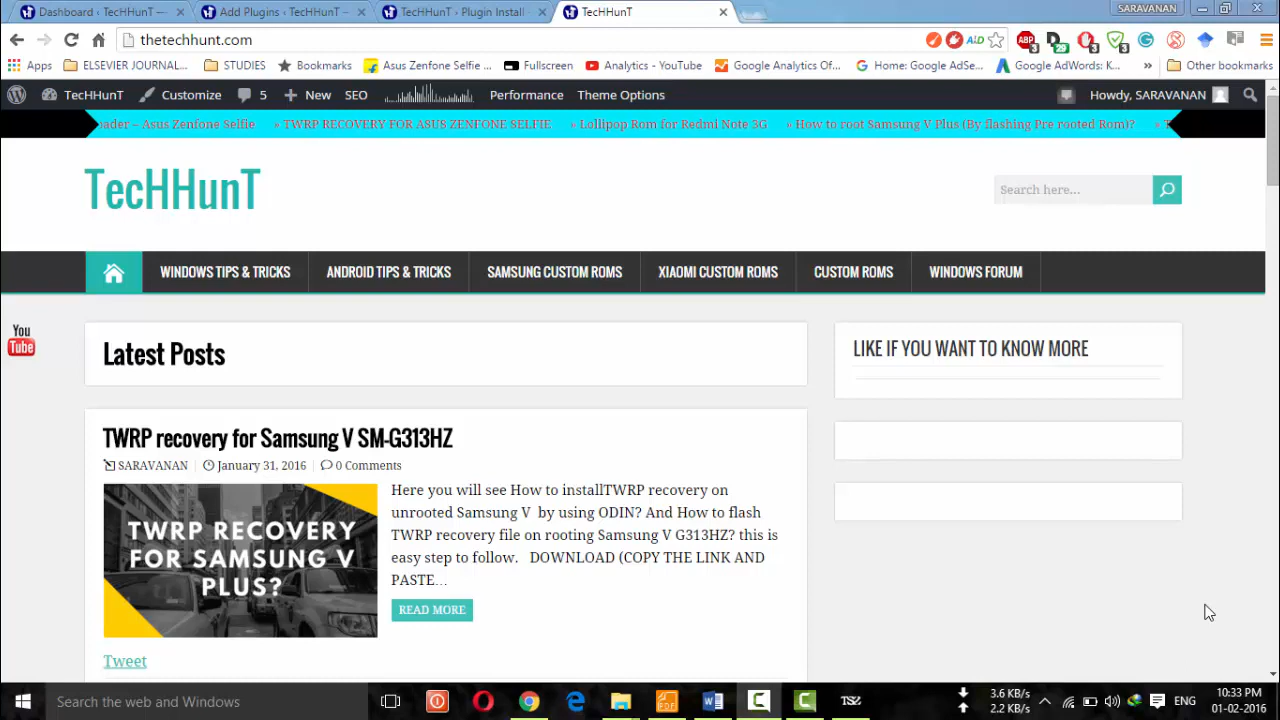 Dashboard ‹ TecHHunT —
Add Plugins ‹ TecHHunT —
TecHHunT › Plugin Install
TecHHunT
SARAVANAN
thetechhunt.com
Apps
ELSEVIER JOURNAL...
STUDIES
Bookmarks
Asus Zenfone Selfie ...
Fullscreen
Analytics - YouTube
Google Analytics Of...
Home: Google AdSe...
Google AdWords: K...
»
Other bookmarks
TecHHunT
Customize
5
New
SEO
Performance
Theme Options
Howdy, SARAVANAN
oader – Asus Zenfone Selfie » TWRP RECOVERY FOR ASUS ZENFONE SELFIE » Lollipop Rom for Redmi Note 3G » How to root Samsung V Plus (By flashing Pre rooted Rom)? » T
TecHHunT
Search here...
WINDOWS TIPS & TRICKS
ANDROID TIPS & TRICKS
SAMSUNG CUSTOM ROMS
XIAOMI CUSTOM ROMS
CUSTOM ROMS
WINDOWS FORUM
You
Tube
Latest Posts
LIKE IF YOU WANT TO KNOW MORE
TWRP recovery for Samsung V SM-G313HZ
SARAVANAN
January 31, 2016
0 Comments
TWRP RECOVERY
FOR SAMSUNG V
PLUS?
Here you will see How to installTWRP recovery on
unrooted Samsung V by using ODIN? And How to flash
TWRP recovery file on rooting Samsung V G313HZ? this is
easy step to follow. DOWNLOAD (COPY THE LINK AND
PASTE…
READ MORE
Tweet
Search the web and Windows
3.6 KB/s
2.2 KB/s
ENG
10:33 PM
01-02-2016